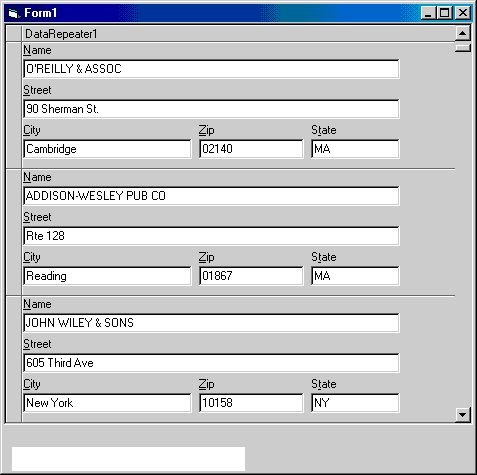 Form1
DataRepeater1
Name
O'REILLY & ASSOC
Street
90 Sherman St.
City Zip State
Cambridge 02140 MA
Name
ADDISON-WESLEY PUB CO
Street
Rte 128
City Zip State
Reading 01867 MA
Name
JOHN WILEY & SONS
Street
605 Third Ave
City Zip State
New York 10158 NY